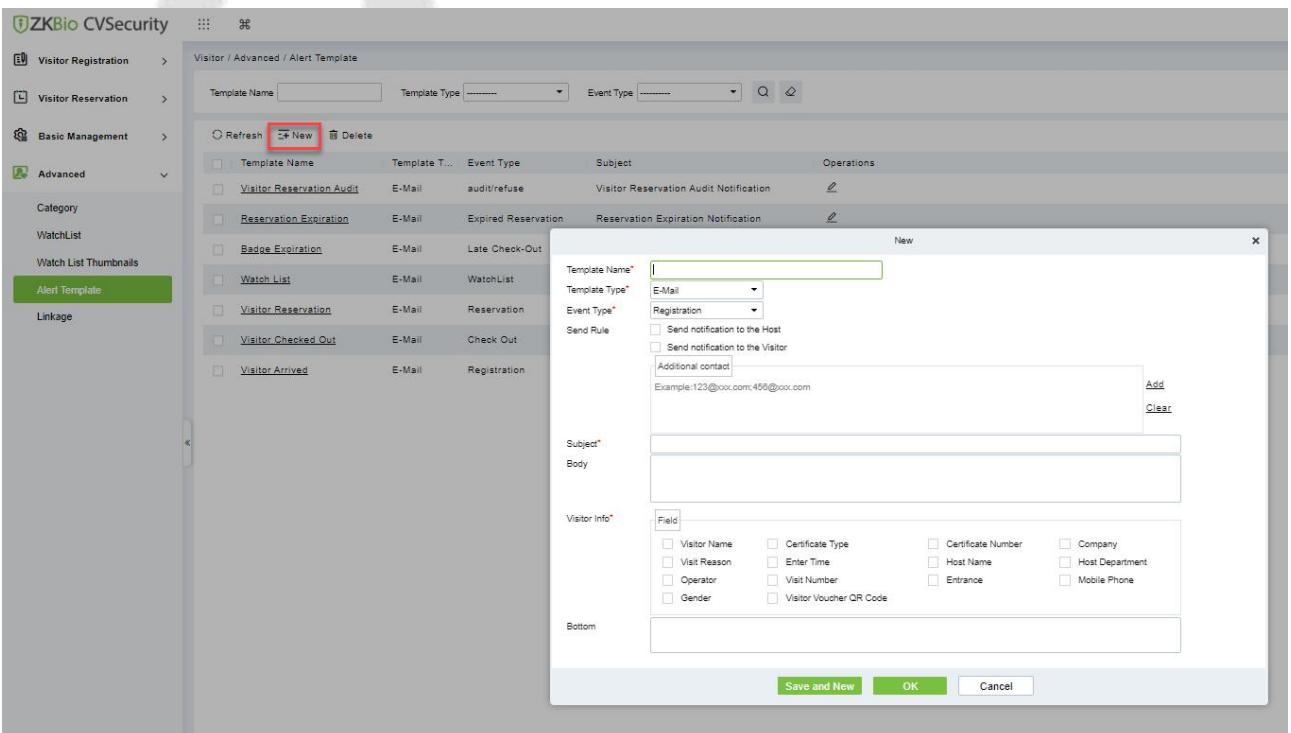 ZKBio CVSecurity
Visitor Registration
Visitor Reservation
Basic Management
Advanced
Category
WatchList
Watch List Thumbnails
Alert Template
Linkage
Visitor / Advanced / Alert Template
Template Name Template Type ---------- Event Type ----------
Refresh New Delete
Template Name Template T... Event Type Subject Operations
Visitor Reservation Audit E-Mail audit/refuse Visitor Reservation Audit Notification
Reservation Expiration E-Mail Expired Reservation Reservation Expiration Notification
Badge Expiration E-Mail Late Check-Out
Watch List E-Mail WatchList
Visitor Reservation E-Mail Reservation
Visitor Checked Out E-Mail Check Out
Visitor Arrived E-Mail Registration
New
Template Name*
Template Type* E-Mail
Event Type* Registration
Send Rule Send notification to the Host
Send notification to the Visitor
Additional contact
Example:123@xxx.com;456@xxx.com
Add
Clear
Subject*
Body
Visitor Info* Field
Visitor Name Certificate Type Certificate Number Company
Visit Reason Enter Time Host Name Host Department
Operator Visit Number Entrance Mobile Phone
Gender Visitor Voucher QR Code
Bottom
Save and New OK Cancel